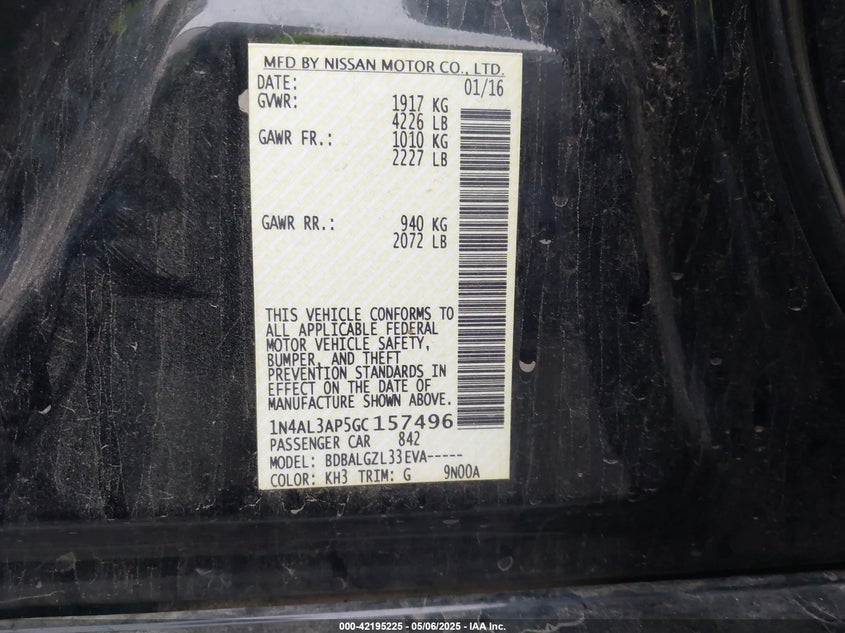 MFD BY NISSAN MOTOR CO., LTD.
DATE: 01/16
GVWR: 1917 KG
4226 LB
GAWR FR.: 1010 KG
2227 LB
GAWR RR.: 940 KG
2072 LB
THIS VEHICLE CONFORMS TO
ALL APPLICABLE FEDERAL
MOTOR VEHICLE SAFETY,
BUMPER, AND THEFT
PREVENTION STANDARDS IN
EFFECT ON THE DATE OF
MANUFACTURE SHOWN ABOVE.
1N4AL3AP5GC157496
PASSENGER CAR 842
MODEL: BDBALGZL33EVA-----
COLOR: KH3 TRIM: G 9N00A
000-42195225 - 05/06/2025 - IAA Inc.